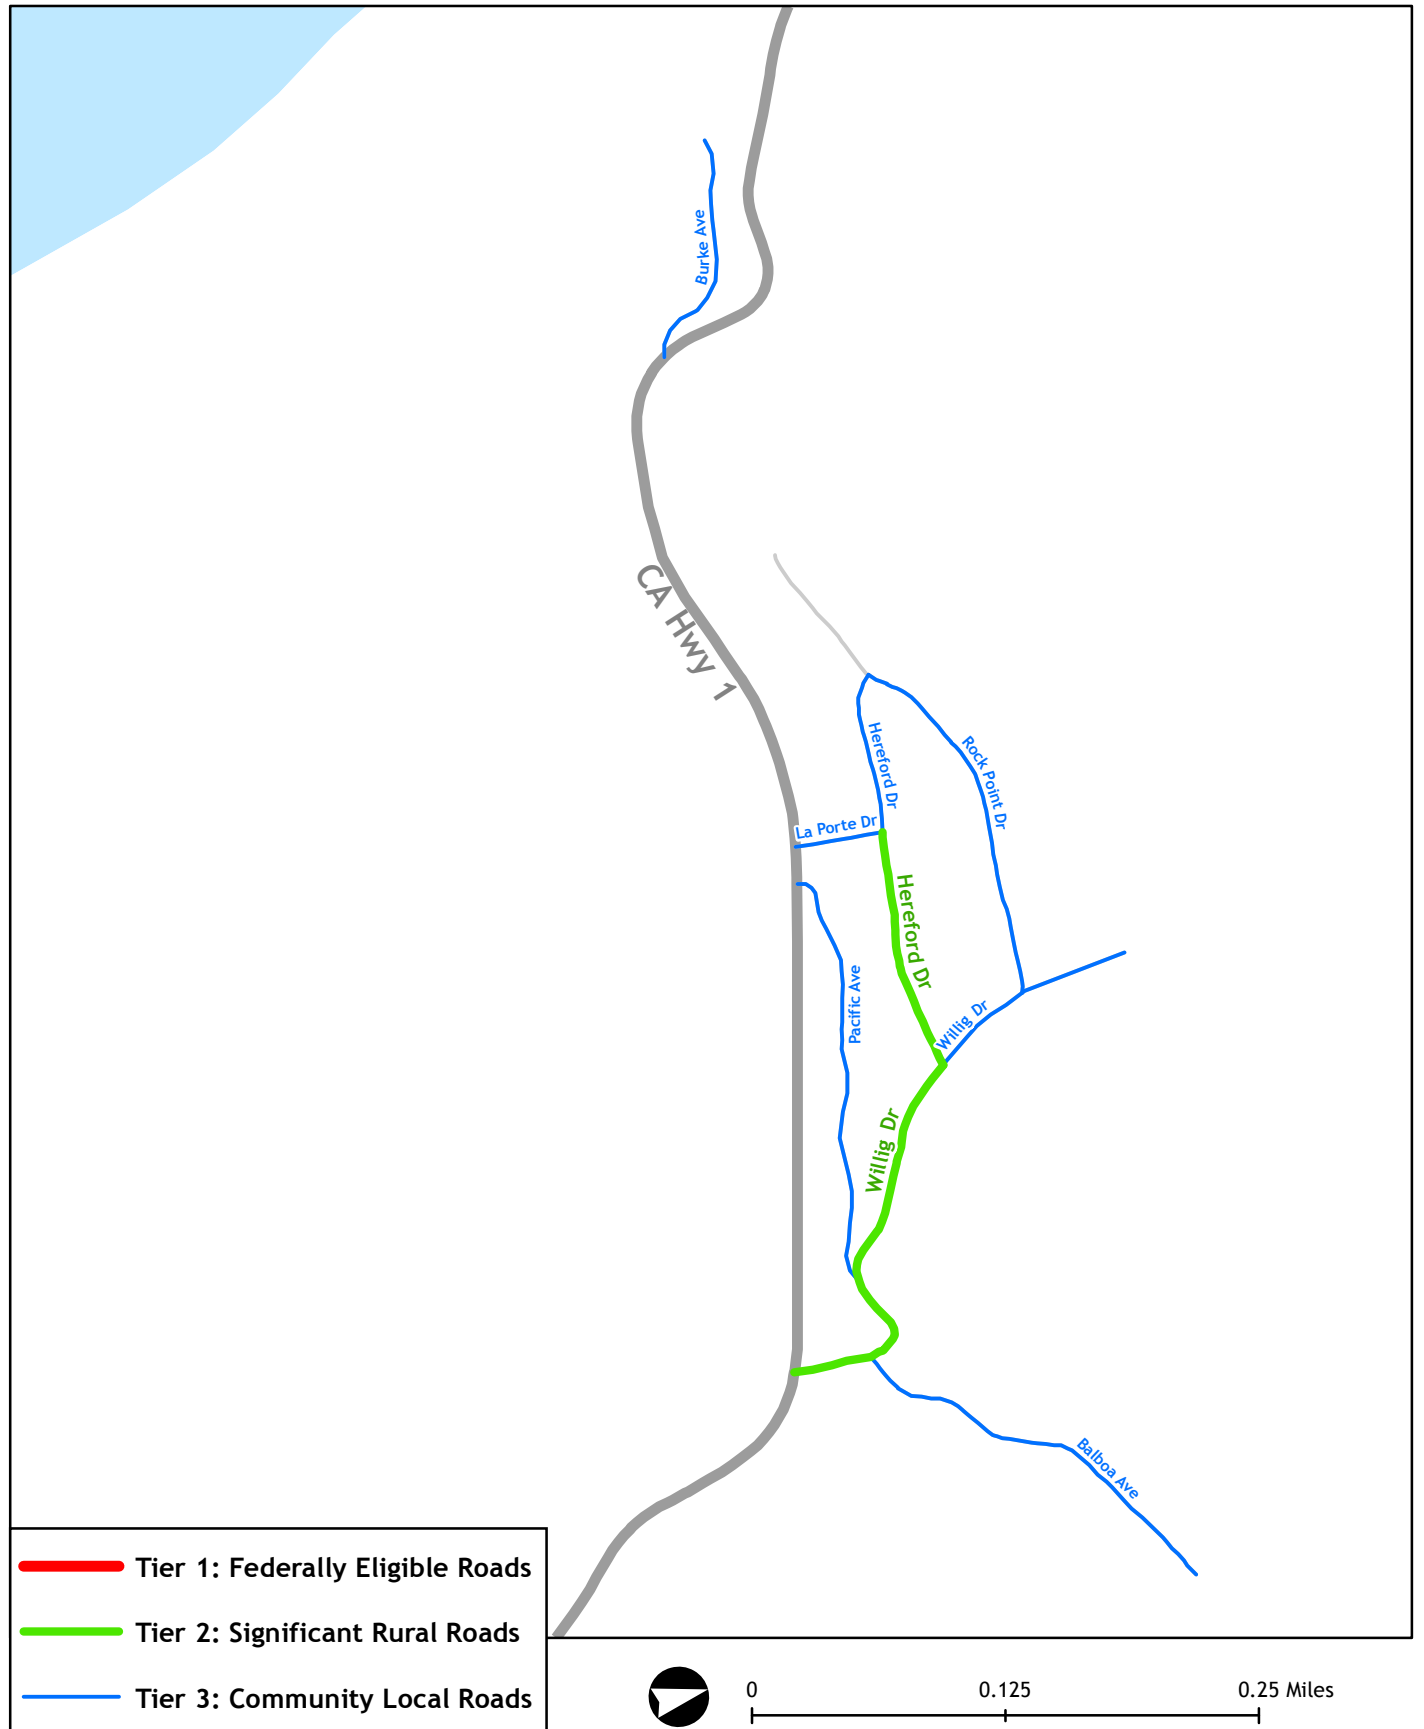 Burke Ave
CA Hwy 1
Hereford Dr
Rock Point Dr
La Porte Dr
Hereford Dr
Pacific Ave
Willig Dr
Willig Dr
Balboa Ave
Tier 1: Federally Eligible Roads
Tier 2: Significant Rural Roads
Tier 3: Community Local Roads
0 0.125 0.25 Miles